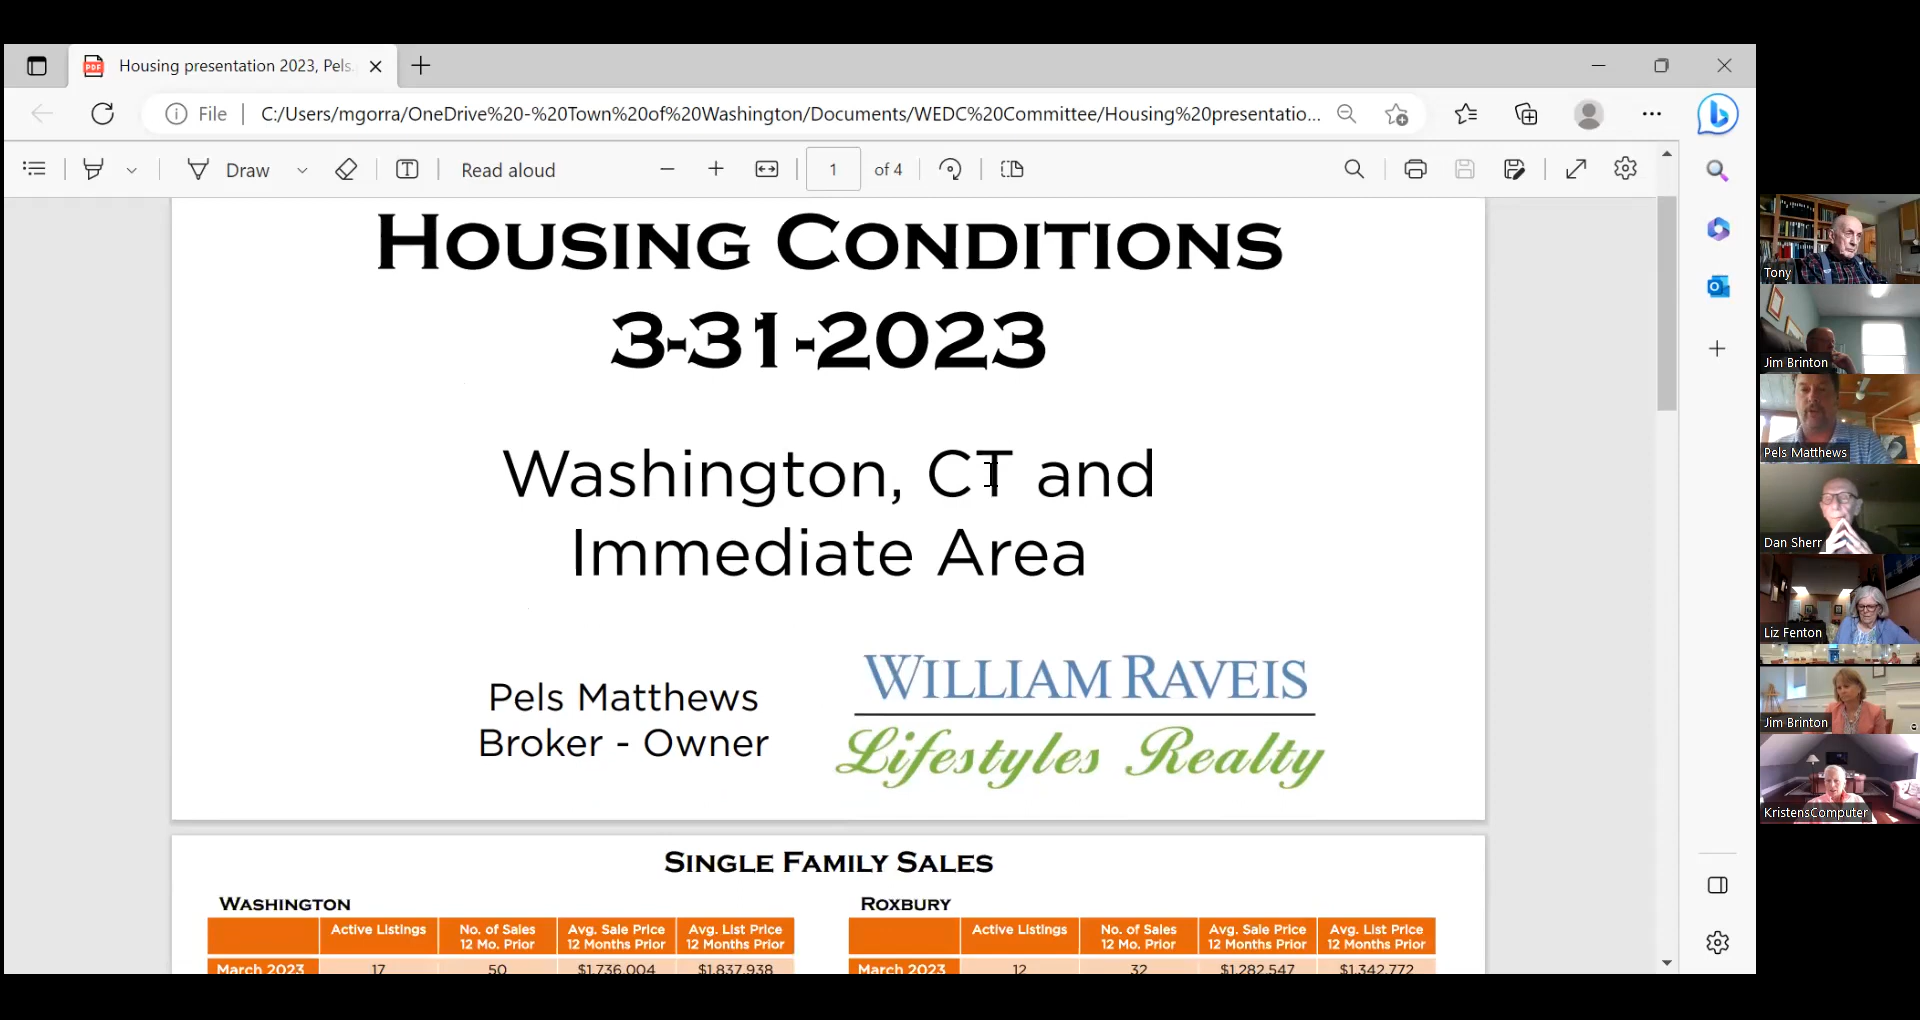 Housing presentation 2023, Pels.
File
C:/Users/mgorra/OneDrive%20-%20Town%20of%20Washington/Documents/WEDC%20Committee/Housing%20presentatio...
Draw
Read aloud
1
of 4
HOUSING CONDITIONS
3-31-2023
Washington, CT and
Immediate Area
Pels Matthews
Broker - Owner
WILLIAM RAVEIS
Lifestyles Realty
SINGLE FAMILY SALES
WASHINGTON
Active Listings No. of Sales 12 Mo. Prior Avg. Sale Price 12 Months Prior Avg. List Price 12 Months Prior
March 2023 17 50 $1,736,004 $1,837,938
ROXBURY
Active Listings No. of Sales 12 Mo. Prior Avg. Sale Price 12 Months Prior Avg. List Price 12 Months Prior
March 2023 12 32 $1,282,547 $1,342,772
Tony
Jim Brinton
Pels Matthews
Dan Sherr
Liz Fenton
Jim Brinton
KristensComputer